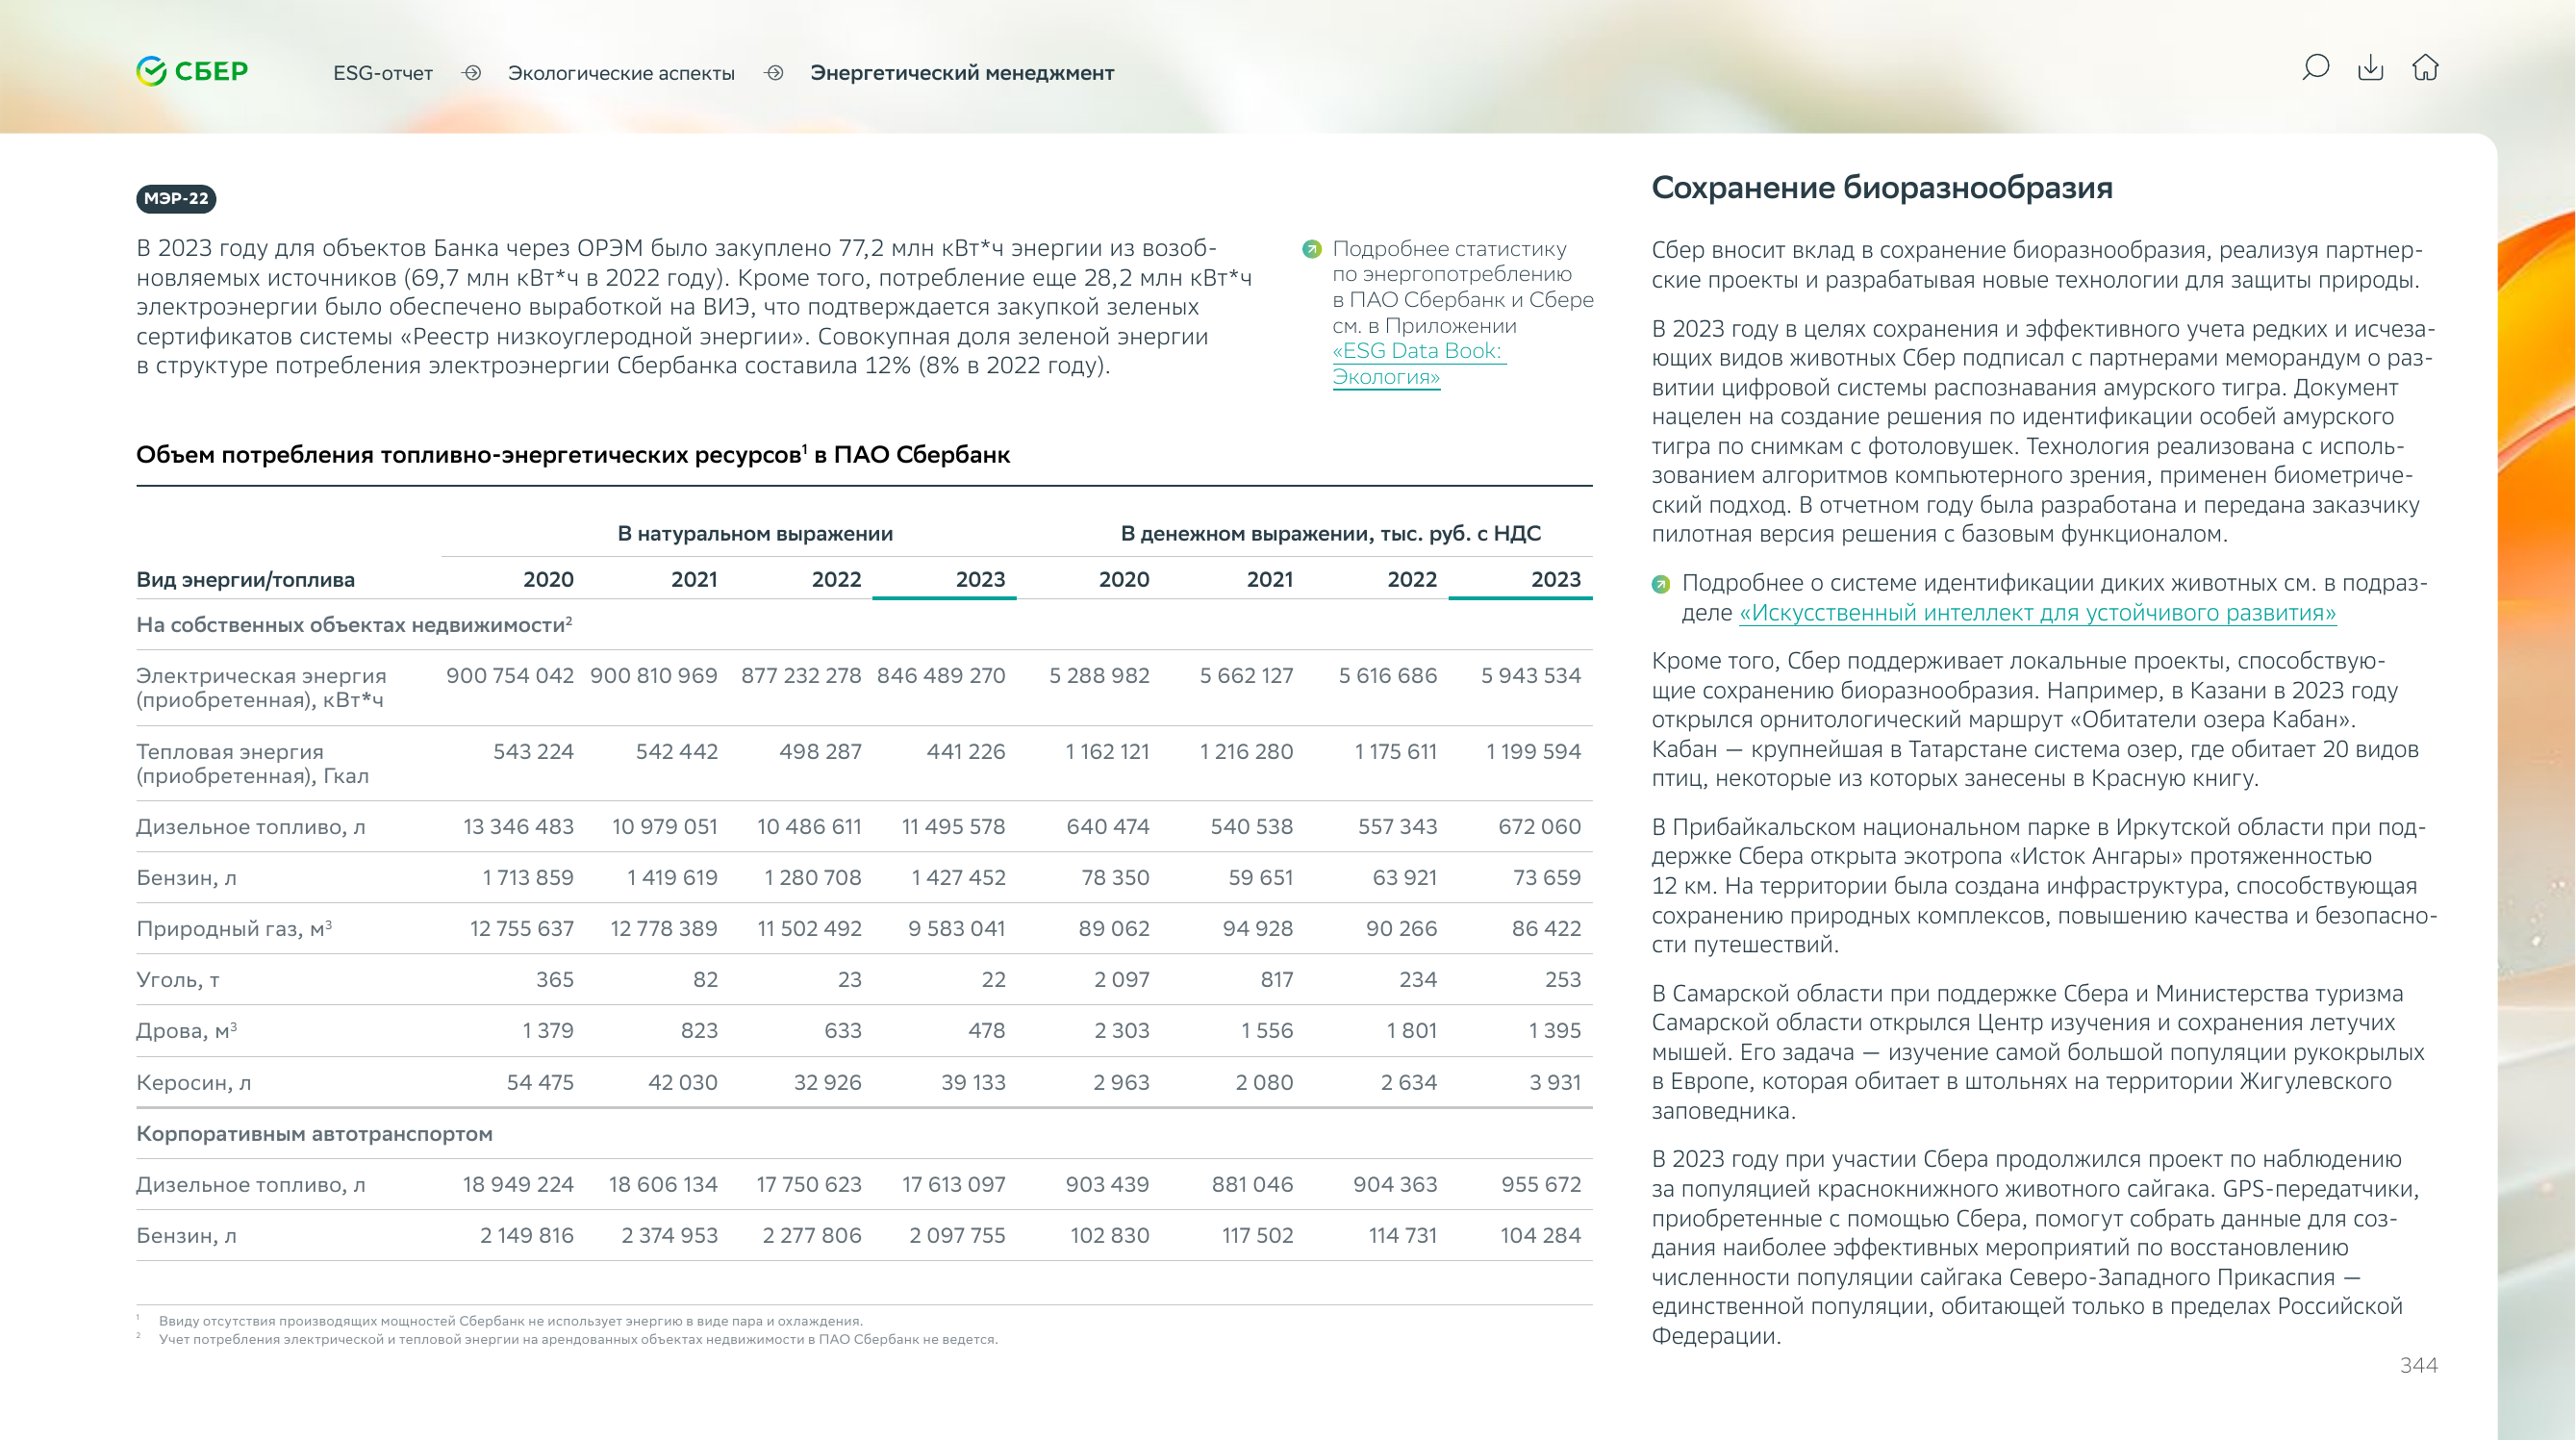 СБЕР
ESG-отчет
Экологические аспекты
Энергетический менеджмент
МЭР-22
В 2023 году для объектов Банка через ОРЭМ было закуплено 77,2 млн кВт*ч энергии из возоб-
новляемых источников (69,7 млн кВт*ч в 2022 году). Кроме того, потребление еще 28,2 млн кВт*ч
электроэнергии было обеспечено выработкой на ВИЭ, что подтверждается закупкой зеленых
сертификатов системы «Реестр низкоуглеродной энергии». Совокупная доля зеленой энергии
в структуре потребления электроэнергии Сбербанка составила 12% (8% в 2022 году).
Подробнее статистику
по энергопотреблению
в ПАО Сбербанк и Сбере
см. в Приложении
«ESG Data Book:
Экология»
Объем потребления топливно-энергетических ресурсов¹ в ПАО Сбербанк
В натуральном выражении В денежном выражении, тыс. руб. с НДС
Вид энергии/топлива 2020 2021 2022 2023 2020 2021 2022 2023
На собственных объектах недвижимости²
Электрическая энергия 900 754 042 900 810 969 877 232 278 846 489 270 5 288 982 5 662 127 5 616 686 5 943 534
(приобретенная), кВт*ч
Тепловая энергия 543 224 542 442 498 287 441 226 1 162 121 1 216 280 1 175 611 1 199 594
(приобретенная), Гкал
Дизельное топливо, л 13 346 483 10 979 051 10 486 611 11 495 578 640 474 540 538 557 343 672 060
Бензин, л 1 713 859 1 419 619 1 280 708 1 427 452 78 350 59 651 63 921 73 659
Природный газ, м³ 12 755 637 12 778 389 11 502 492 9 583 041 89 062 94 928 90 266 86 422
Уголь, т 365 82 23 22 2 097 817 234 253
Дрова, м³ 1 379 823 633 478 2 303 1 556 1 801 1 395
Керосин, л 54 475 42 030 32 926 39 133 2 963 2 080 2 634 3 931
Корпоративным автотранспортом
Дизельное топливо, л 18 949 224 18 606 134 17 750 623 17 613 097 903 439 881 046 904 363 955 672
Бензин, л 2 149 816 2 374 953 2 277 806 2 097 755 102 830 117 502 114 731 104 284
¹ Ввиду отсутствия производящих мощностей Сбербанк не использует энергию в виде пара и охлаждения.
² Учет потребления электрической и тепловой энергии на арендованных объектах недвижимости в ПАО Сбербанк не ведется.
Сохранение биоразнообразия
Сбер вносит вклад в сохранение биоразнообразия, реализуя партнер-
ские проекты и разрабатывая новые технологии для защиты природы.
В 2023 году в целях сохранения и эффективного учета редких и исчеза-
ющих видов животных Сбер подписал с партнерами меморандум о раз-
витии цифровой системы распознавания амурского тигра. Документ
нацелен на создание решения по идентификации особей амурского
тигра по снимкам с фотоловушек. Технология реализована с исполь-
зованием алгоритмов компьютерного зрения, применен биометриче-
ский подход. В отчетном году была разработана и передана заказчику
пилотная версия решения с базовым функционалом.
Подробнее о системе идентификации диких животных см. в подраз-
деле «Искусственный интеллект для устойчивого развития»
Кроме того, Сбер поддерживает локальные проекты, способствую-
щие сохранению биоразнообразия. Например, в Казани в 2023 году
открылся орнитологический маршрут «Обитатели озера Кабан».
Кабан — крупнейшая в Татарстане система озер, где обитает 20 видов
птиц, некоторые из которых занесены в Красную книгу.
В Прибайкальском национальном парке в Иркутской области при под-
держке Сбера открыта экотропа «Исток Ангары» протяженностью
12 км. На территории была создана инфраструктура, способствующая
сохранению природных комплексов, повышению качества и безопасно-
сти путешествий.
В Самарской области при поддержке Сбера и Министерства туризма
Самарской области открылся Центр изучения и сохранения летучих
мышей. Его задача — изучение самой большой популяции рукокрылых
в Европе, которая обитает в штольнях на территории Жигулевского
заповедника.
В 2023 году при участии Сбера продолжился проект по наблюдению
за популяцией краснокнижного животного сайгака. GPS-передатчики,
приобретенные с помощью Сбера, помогут собрать данные для соз-
дания наиболее эффективных мероприятий по восстановлению
численности популяции сайгака Северо-Западного Прикаспия —
единственной популяции, обитающей только в пределах Российской
Федерации.
344